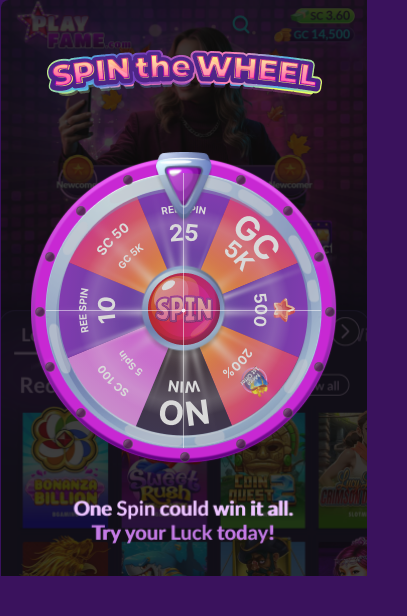 PLAY
FAME
SC 3.60
GC 14,500
SPIN the WHEEL
Newcomer
REE SPIN
25
GC
5K
500
200%
NO
WIN
SC 100
5 Spin
REE SPIN
10
SC 50
GC 5K
SPIN
Rec
w all
BONANZA
BILLION
Sweet
Rush
COIN
QUEST
One Spin could win it all.
Try your Luck today!